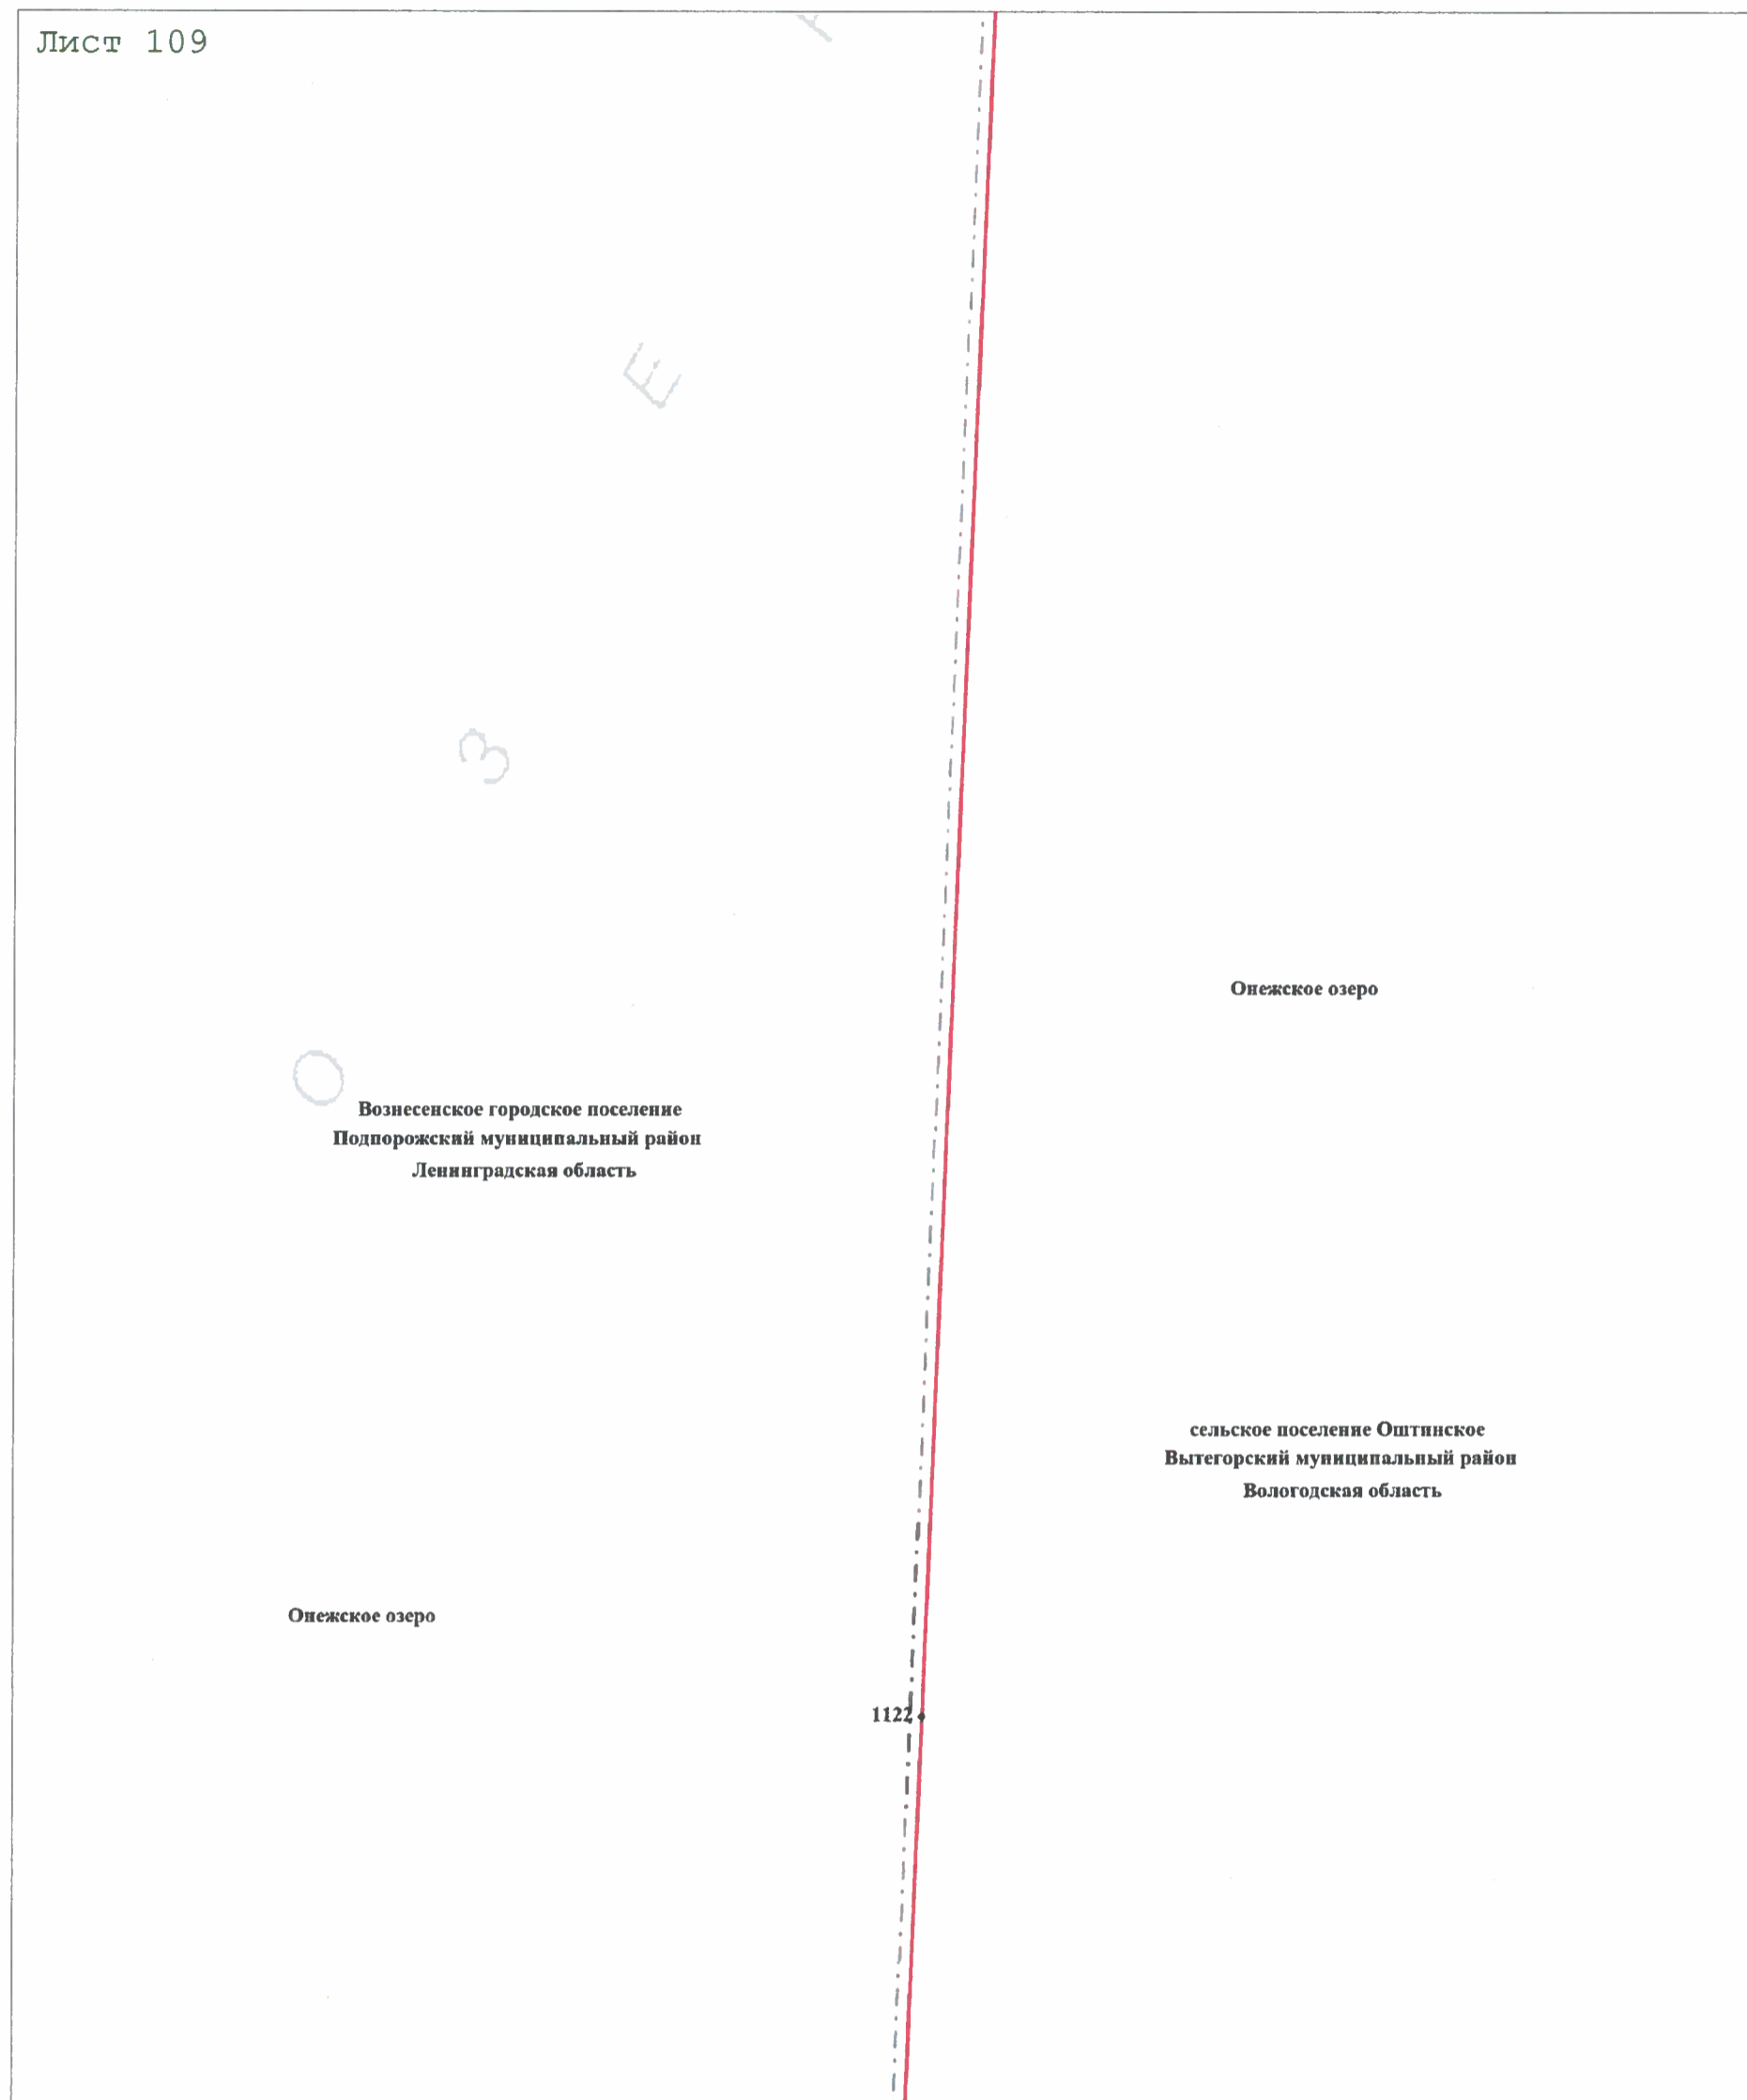 Лист 109
Е
З
О
Онежское озеро
Вознесенское городское поселение
Подпорожский муниципальный район
Ленинградская область
сельское поселение Оштинское
Вытегорский муниципальный район
Вологодская область
Онежское озеро
1122